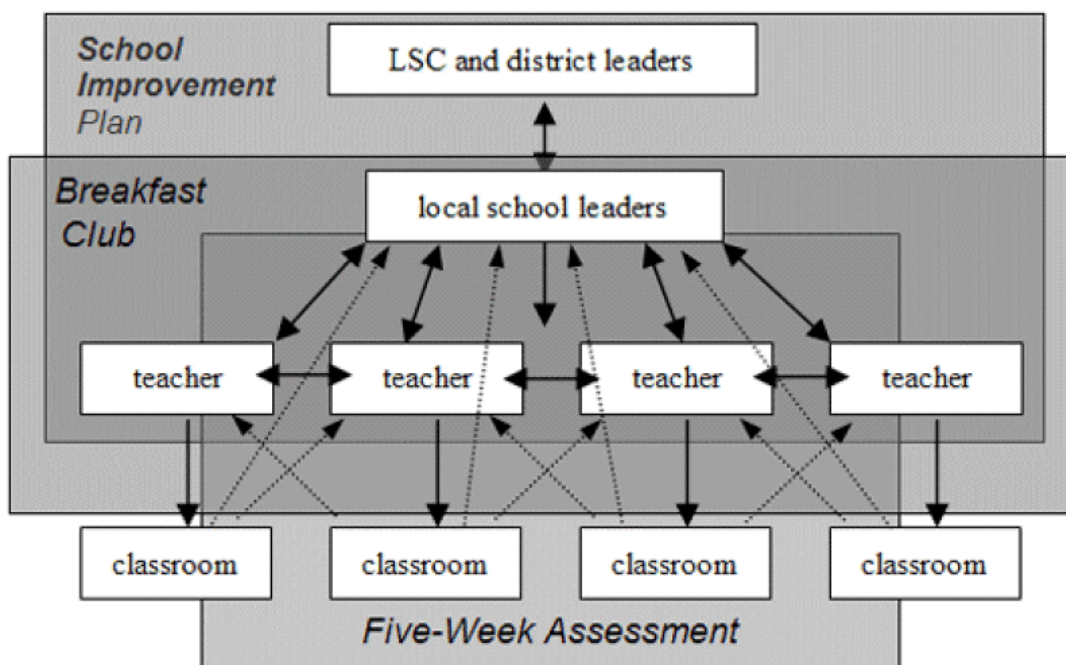 School
Improvement
Plan
LSC and district leaders
Breakfast
Club
local school leaders
teacher
teacher
teacher
teacher
classroom
classroom
classroom
classroom
Five-Week Assessment